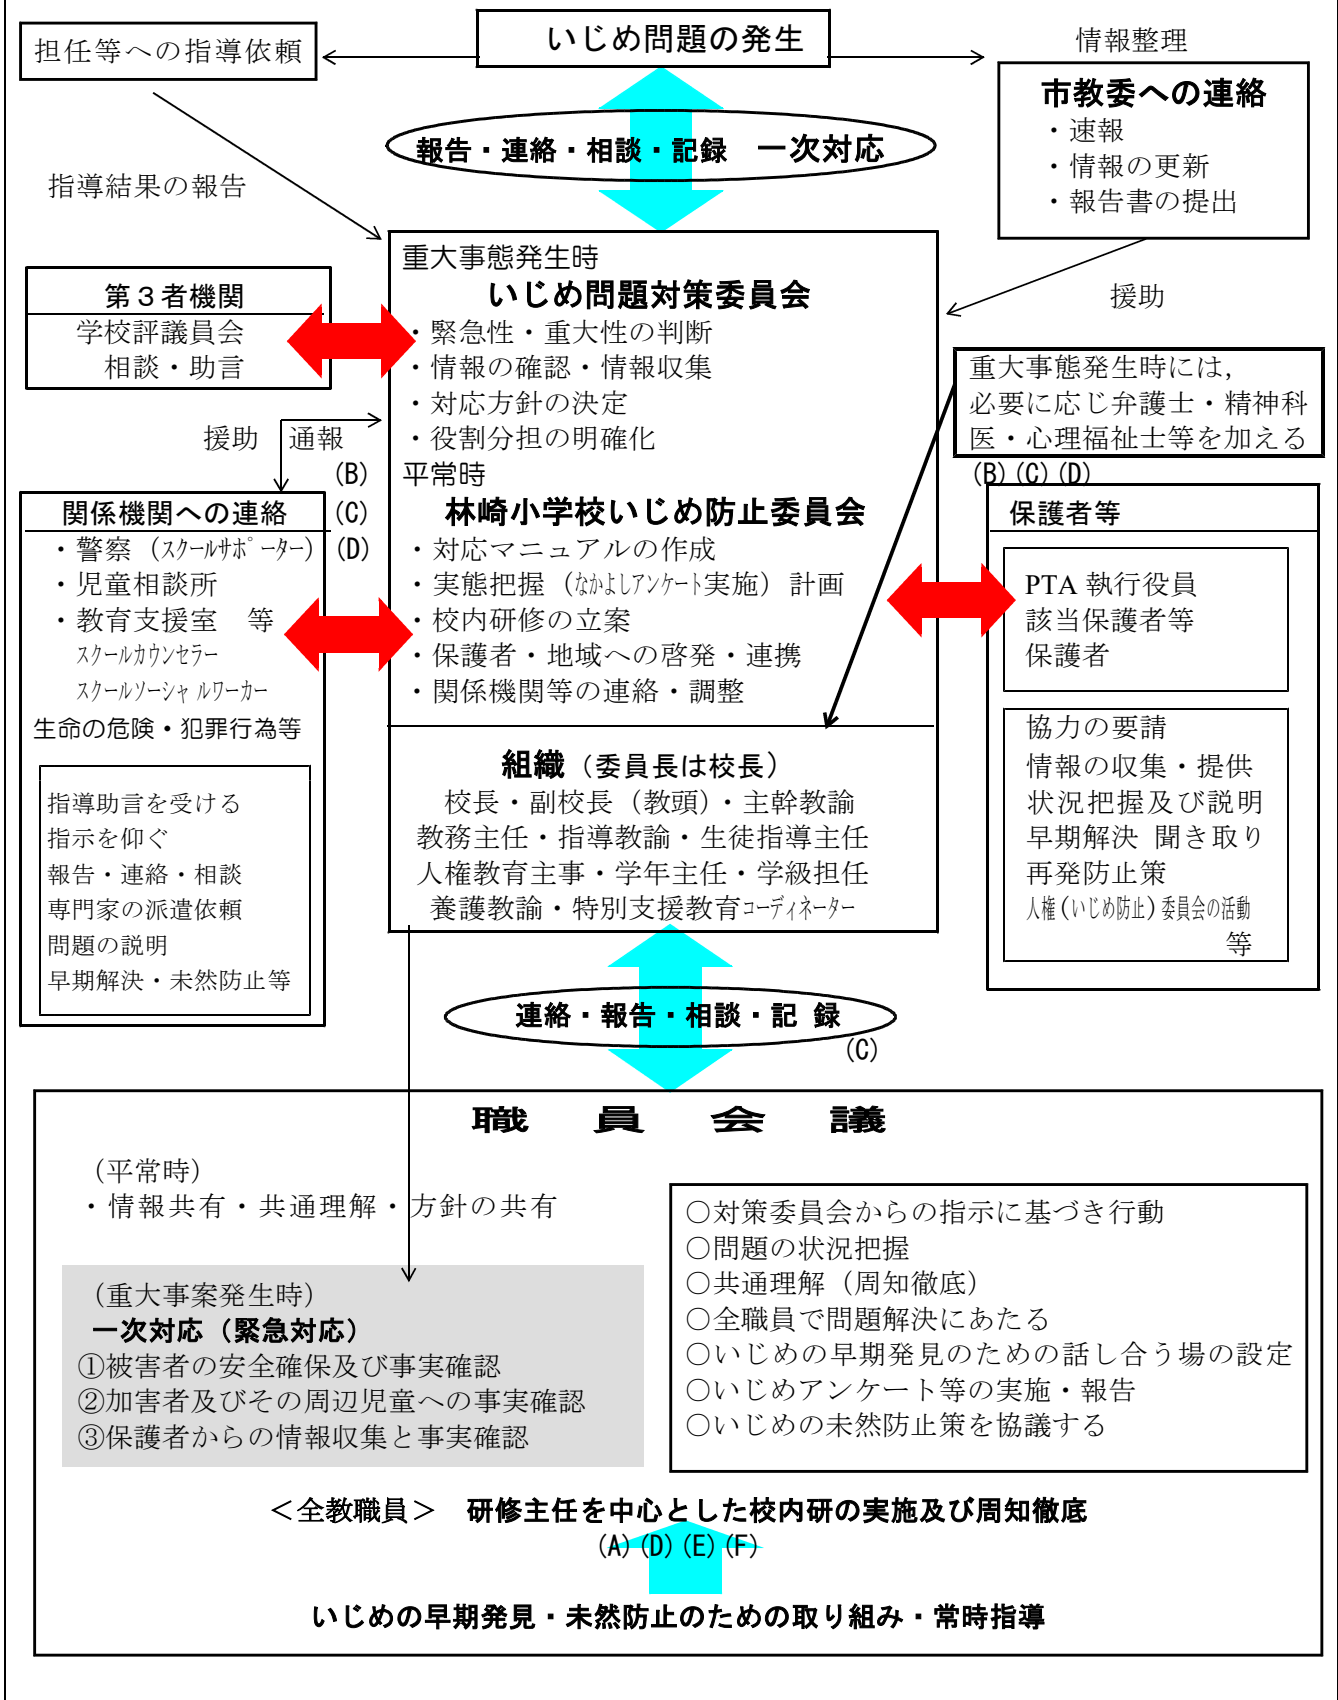 いじめ問題の発生
担任等への指導依頼
情報整理
市教委への連絡
・速報
・情報の更新
・報告書の提出
報告・連絡・相談・記録　一次対応
指導結果の報告
援助
重大事態発生時
いじめ問題対策委員会
・緊急性・重大性の判断
・情報の確認・情報収集
・対応方針の決定
・役割分担の明確化
平常時
林崎小学校いじめ防止委員会
・対応マニュアルの作成
・実態把握（なかよしアンケート実施）計画
・校内研修の立案
・保護者・地域への啓発・連携
・関係機関等の連絡・調整
組織（委員長は校長）
校長・副校長（教頭）・主幹教諭
教務主任・指導教諭・生徒指導主任
人権教育主事・学年主任・学級担任
養護教諭・特別支援教育コーディネーター
第３者機関
学校評議員会
相談・助言
援助　通報
(B)
(C)
(D)
関係機関への連絡
・警察（スクールサポーター）
・児童相談所
・教育支援室　等
スクールカウンセラー
スクールソーシャルワーカー
生命の危険・犯罪行為等
指導助言を受ける
指示を仰ぐ
報告・連絡・相談
専門家の派遣依頼
問題の説明
早期解決・未然防止等
重大事態発生時には，
必要に応じ弁護士・精神科
医・心理福祉士等を加える
(B)(C)(D)
保護者等
PTA 執行役員
該当保護者等
保護者
協力の要請
情報の収集・提供
状況把握及び説明
早期解決 聞き取り
再発防止策
人権(いじめ防止)委員会の活動
等
連絡・報告・相談・記 録
(C)
職　員　会　議
（平常時）
・情報共有・共通理解・方針の共有
（重大事案発生時）
一次対応（緊急対応）
①被害者の安全確保及び事実確認
②加害者及びその周辺児童への事実確認
③保護者からの情報収集と事実確認
○対策委員会からの指示に基づき行動
○問題の状況把握
○共通理解（周知徹底）
○全職員で問題解決にあたる
○いじめの早期発見のための話し合う場の設定
○いじめアンケート等の実施・報告
○いじめの未然防止策を協議する
＜全教職員＞　研修主任を中心とした校内研の実施及び周知徹底
(A)(D)(E)(F)
いじめの早期発見・未然防止のための取り組み・常時指導